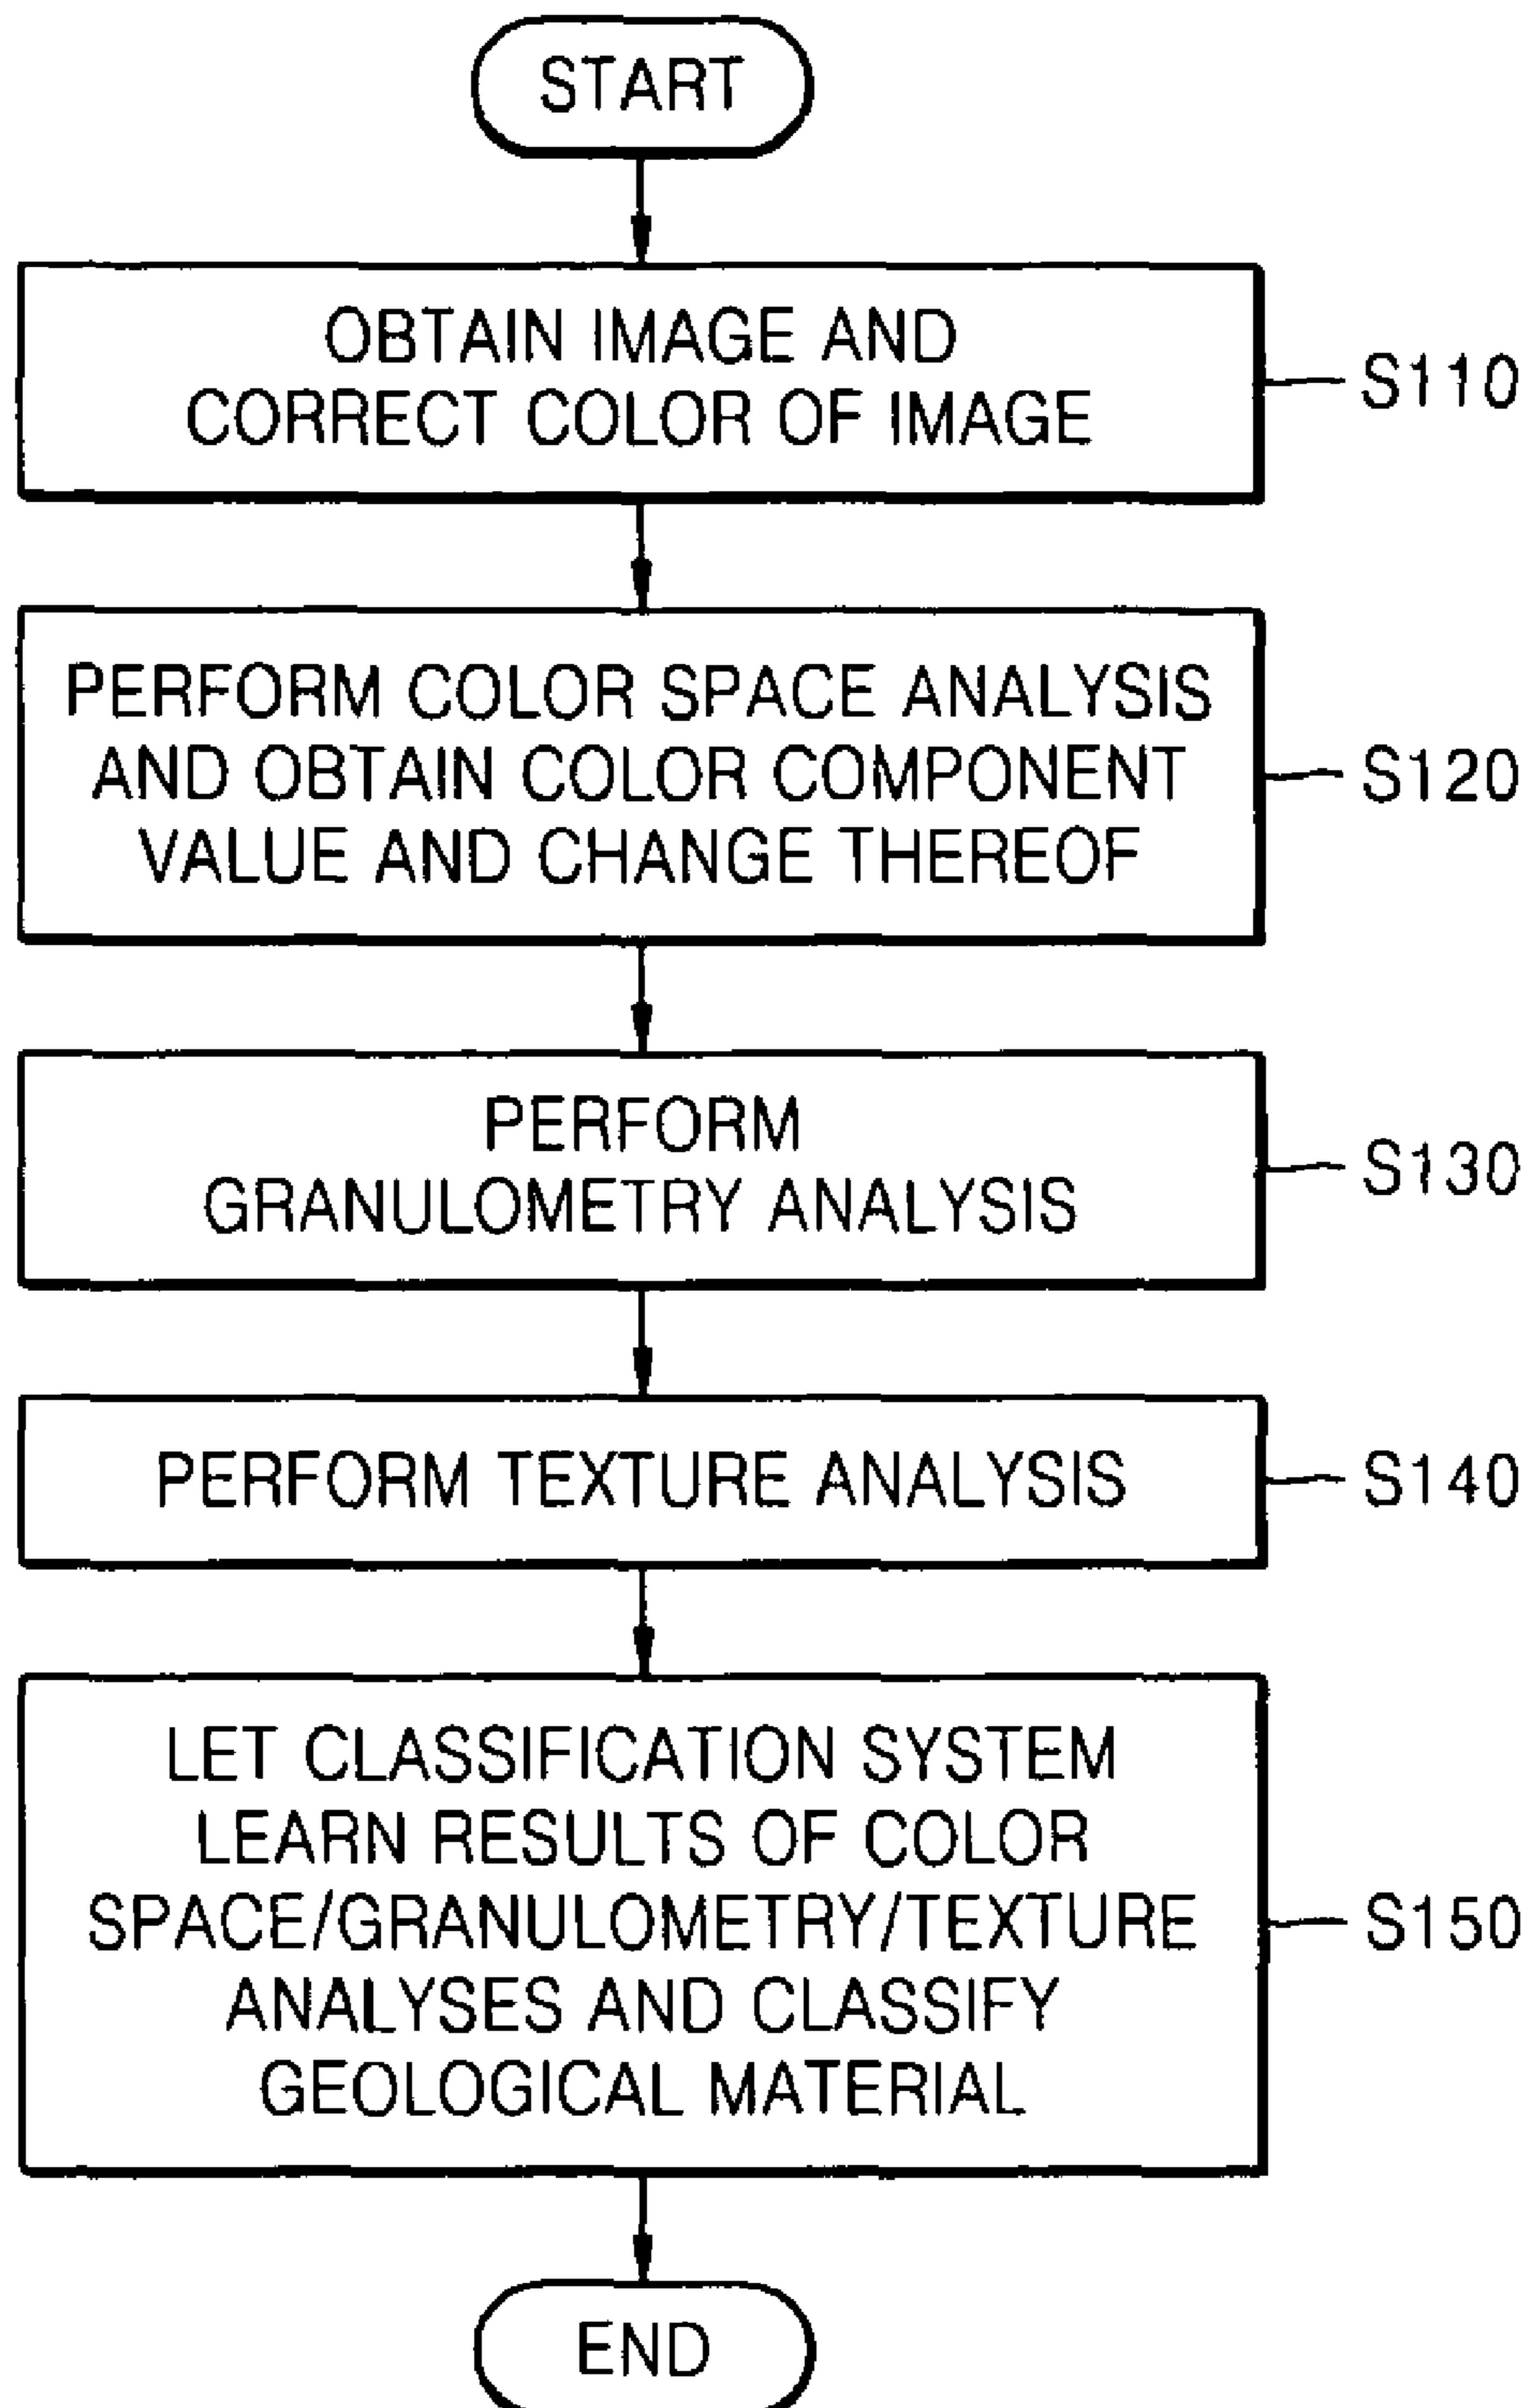 START
OBTAIN IMAGE AND
CORRECT COLOR OF IMAGE
S110
PERFORM COLOR SPACE ANALYSIS
AND OBTAIN COLOR COMPONENT
VALUE AND CHANGE THEREOF
S120
PERFORM
GRANULOMETRY ANALYSIS
S130
PERFORM TEXTURE ANALYSIS
S140
LET CLASSIFICATION SYSTEM
LEARN RESULTS OF COLOR
SPACE/GRANULOMETRY/TEXTURE
ANALYSES AND CLASSIFY
GEOLOGICAL MATERIAL
S150
END